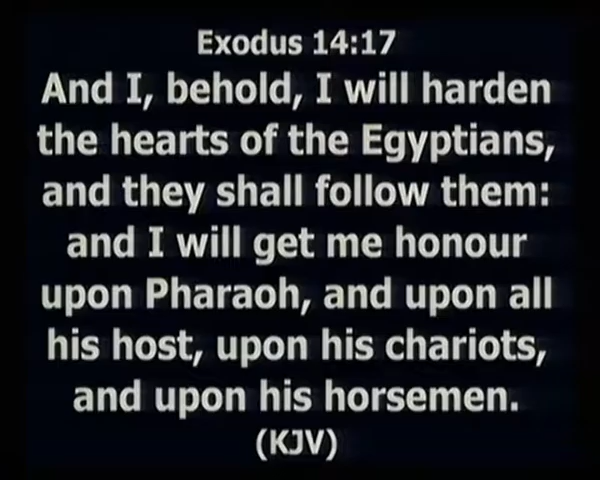 Exodus 14:17
And I, behold, I will harden
the hearts of the Egyptians,
and they shall follow them:
and I will get me honour
upon Pharaoh, and upon all
his host, upon his chariots,
and upon his horsemen.
(KJV)